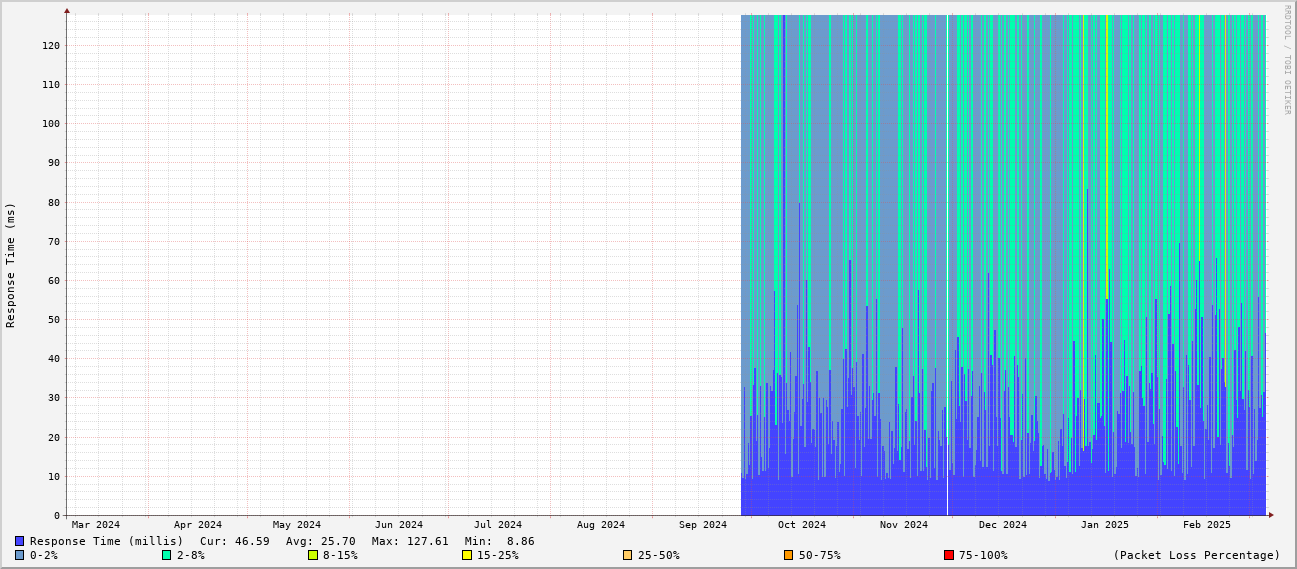 RRDTOOL / TOBI OETIKER
Response Time (ms)
120
110
100
90
80
70
60
50
40
30
20
10
0
Mar 2024 Apr 2024 May 2024 Jun 2024 Jul 2024 Aug 2024 Sep 2024 Oct 2024 Nov 2024 Dec 2024 Jan 2025 Feb 2025
Response Time (millis) Cur: 46.59 Avg: 25.70 Max: 127.61 Min: 8.86
0-2% 2-8% 8-15% 15-25% 25-50% 50-75% 75-100% (Packet Loss Percentage)